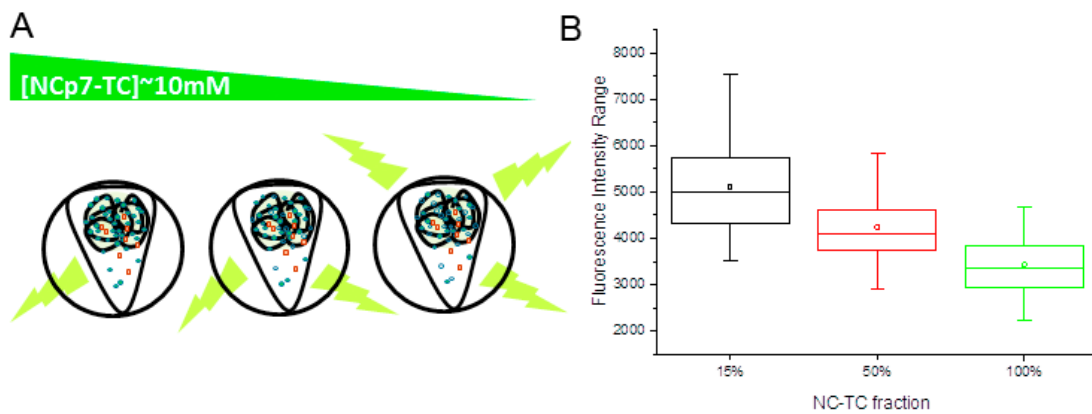 A
[NCp7-TC]~10mM
B
Fluorescence Intensity Range
8000
7000
6000
5000
4000
3000
2000
15%
50%
100%
NC-TC fraction